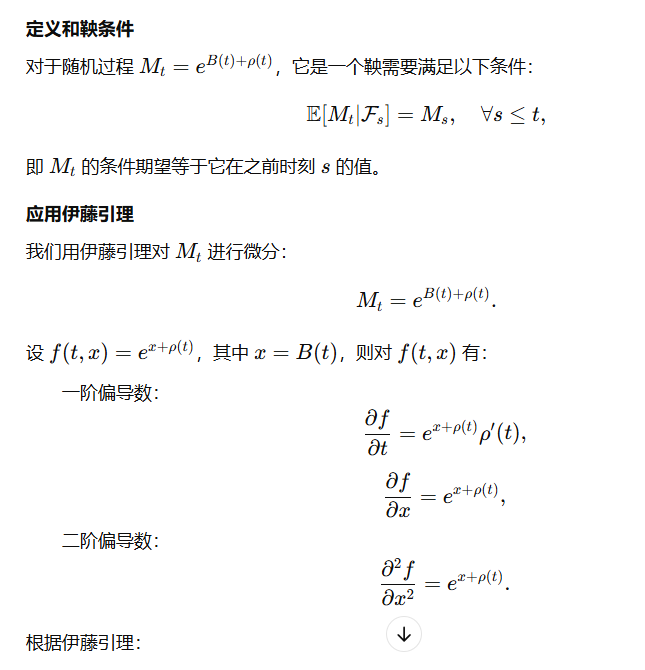 定义和鞅条件
对于随机过程 $M_t = e^{B(t)+\rho(t)}$，它是一个鞅需要满足以下条件：
$\mathbb{E}[M_t|\mathcal{F}_s] = M_s, \quad \forall s \leq t,$
即 $M_t$ 的条件期望等于它在之前时刻 $s$ 的值。
应用伊藤引理
我们用伊藤引理对 $M_t$ 进行微分：
$M_t = e^{B(t)+\rho(t)}.$
设 $f(t,x) = e^{x+\rho(t)}$，其中 $x = B(t)$，则对 $f(t,x)$ 有：
一阶偏导数：
$\frac{\partial f}{\partial t} = e^{x+\rho(t)}\rho'(t),$
$\frac{\partial f}{\partial x} = e^{x+\rho(t)},$
二阶偏导数：
$\frac{\partial^2 f}{\partial x^2} = e^{x+\rho(t)}.$
根据伊藤引理：